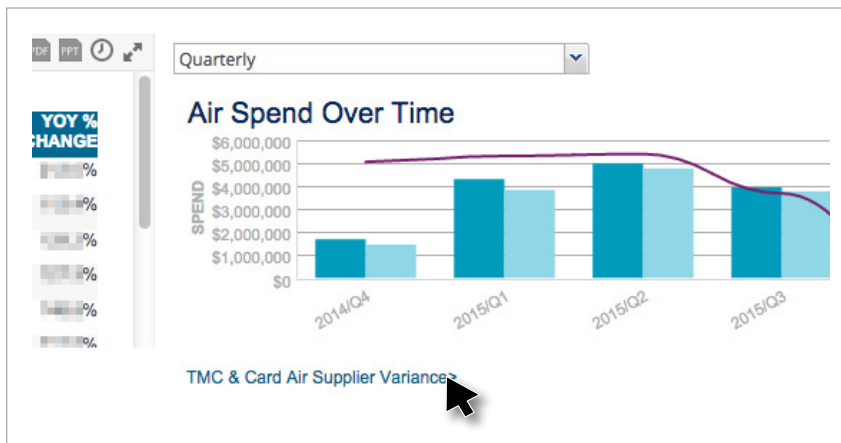 PDF PPT
Quarterly
YOY %
CHANGE
%
%
%
%
%
%
Air Spend Over Time
$6,000,000
$5,000,000
$4,000,000
$3,000,000
$2,000,000
$1,000,000
$0
SPEND
2014/Q4 2015/Q1 2015/Q2 2015/Q3
TMC & Card Air Supplier Variance>